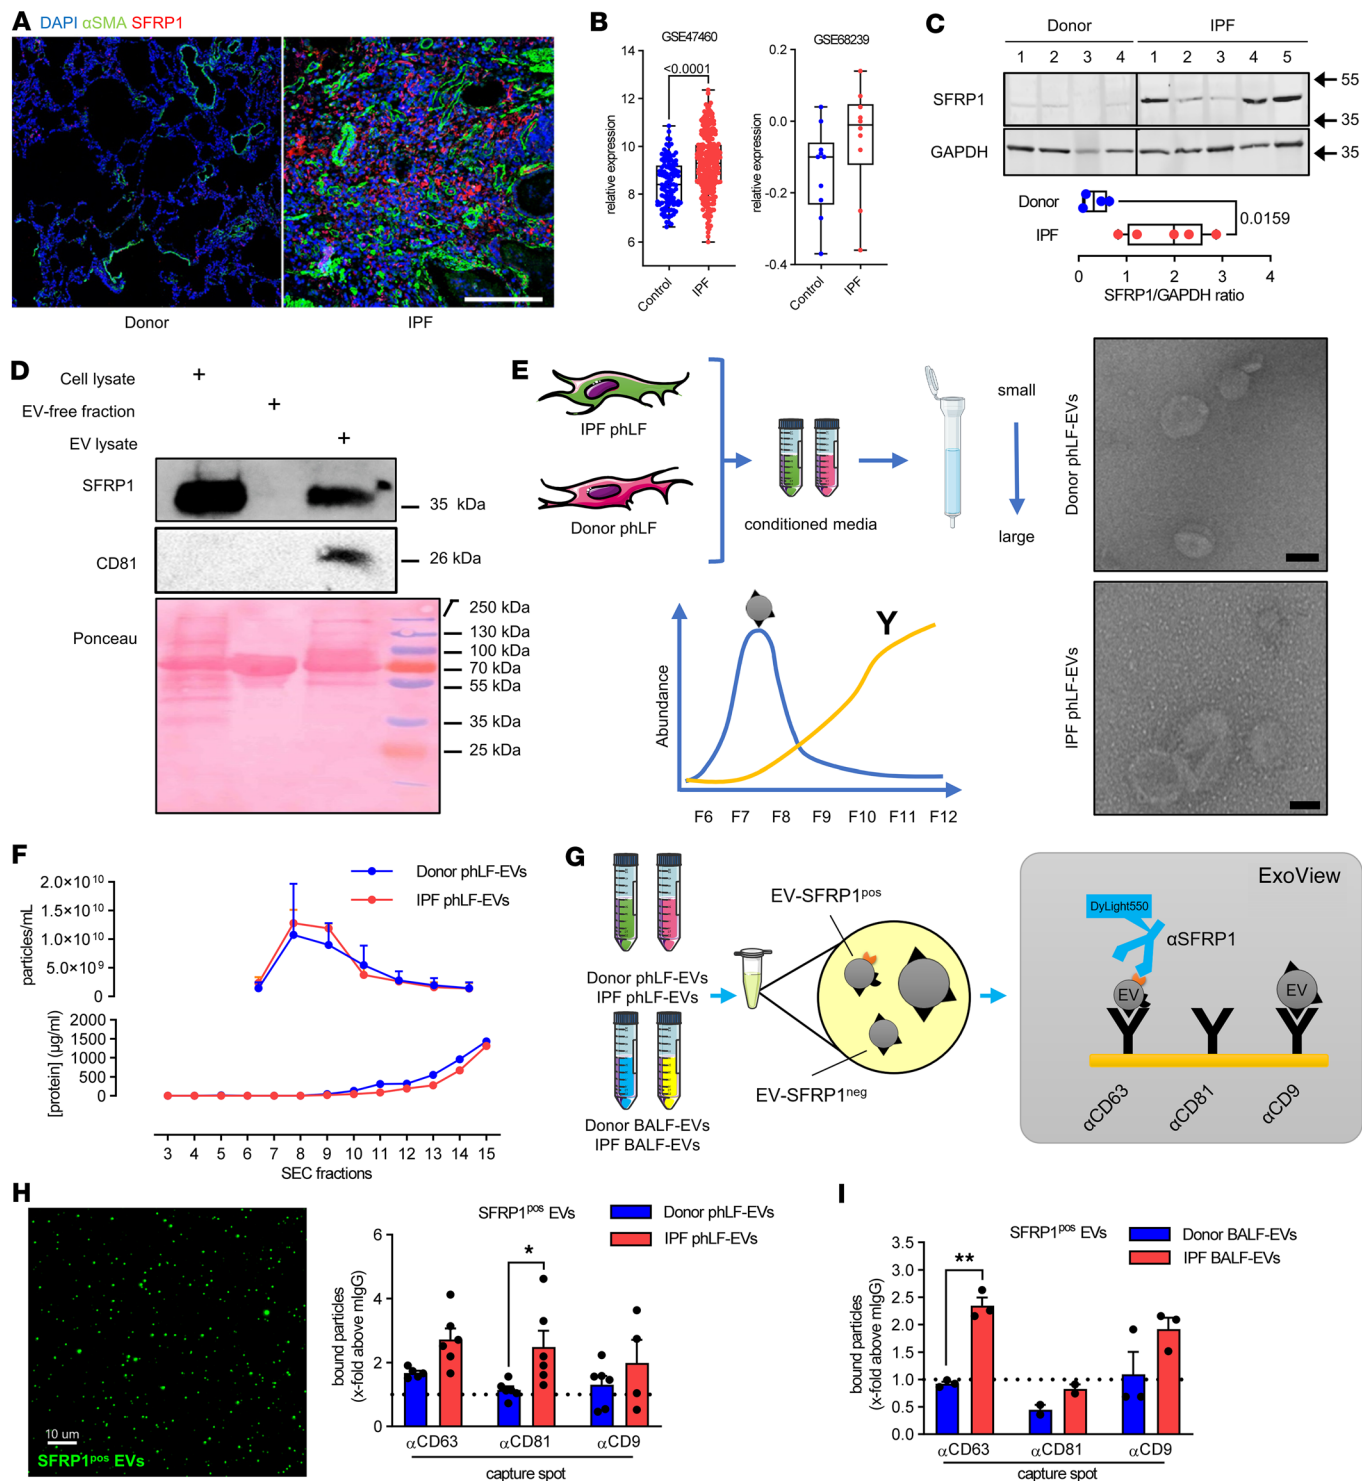 A
DAPI αSMA SFRP1
Donor
IPF
B
GSE47460
<0.0001
14
12
10
8
6
relative expression
Control
IPF
GSE68239
0.2
0.0
-0.2
-0.4
relative expression
Control
IPF
C
Donor
IPF
1 2 3 4 1 2 3 4 5
SFRP1
55
35
GAPDH
35
Donor
IPF
0.0159
0 1 2 3 4
SFRP1/GAPDH ratio
D
Cell lysate +
EV-free fraction +
EV lysate +
SFRP1
35 kDa
CD81
26 kDa
Ponceau
250 kDa
130 kDa
100 kDa
70 kDa
55 kDa
35 kDa
25 kDa
E
IPF phLF
Donor phLF
conditioned media
small
large
Abundance
Y
F6 F7 F8 F9 F10 F11 F12
Donor phLF-EVs
IPF phLF-EVs
F
Donor phLF-EVs
IPF phLF-EVs
2.0×10¹⁰
1.5×10¹⁰
1.0×10¹⁰
5.0×10⁹
0
particles/mL
2000
1500
1000
500
0
[protein] (µg/ml)
3 4 5 6 7 8 9 10 11 12 13 14 15
SEC fractions
G
Donor phLF-EVs
IPF phLF-EVs
Donor BALF-EVs
IPF BALF-EVs
EV-SFRP1pos
EV-SFRP1neg
ExoView
DyLight550
αSFRP1
EV
EV
αCD63
αCD81
αCD9
H
10 um
SFRP1pos EVs
SFRP1pos EVs
Donor phLF-EVs
IPF phLF-EVs
6
4
2
0
bound particles
(x-fold above mIgG)
*
αCD63
αCD81
αCD9
capture spot
I
SFRP1pos EVs
Donor BALF-EVs
IPF BALF-EVs
3.5
3.0
2.5
2.0
1.5
1.0
0.5
0.0
bound particles
(x-fold above mIgG)
**
αCD63
αCD81
αCD9
capture spot